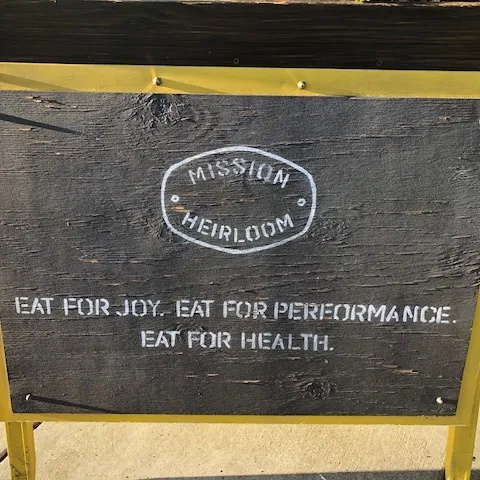 MISSION
HEIRLOOM
EAT FOR JOY. EAT FOR PERFORMANCE.
EAT FOR HEALTH.